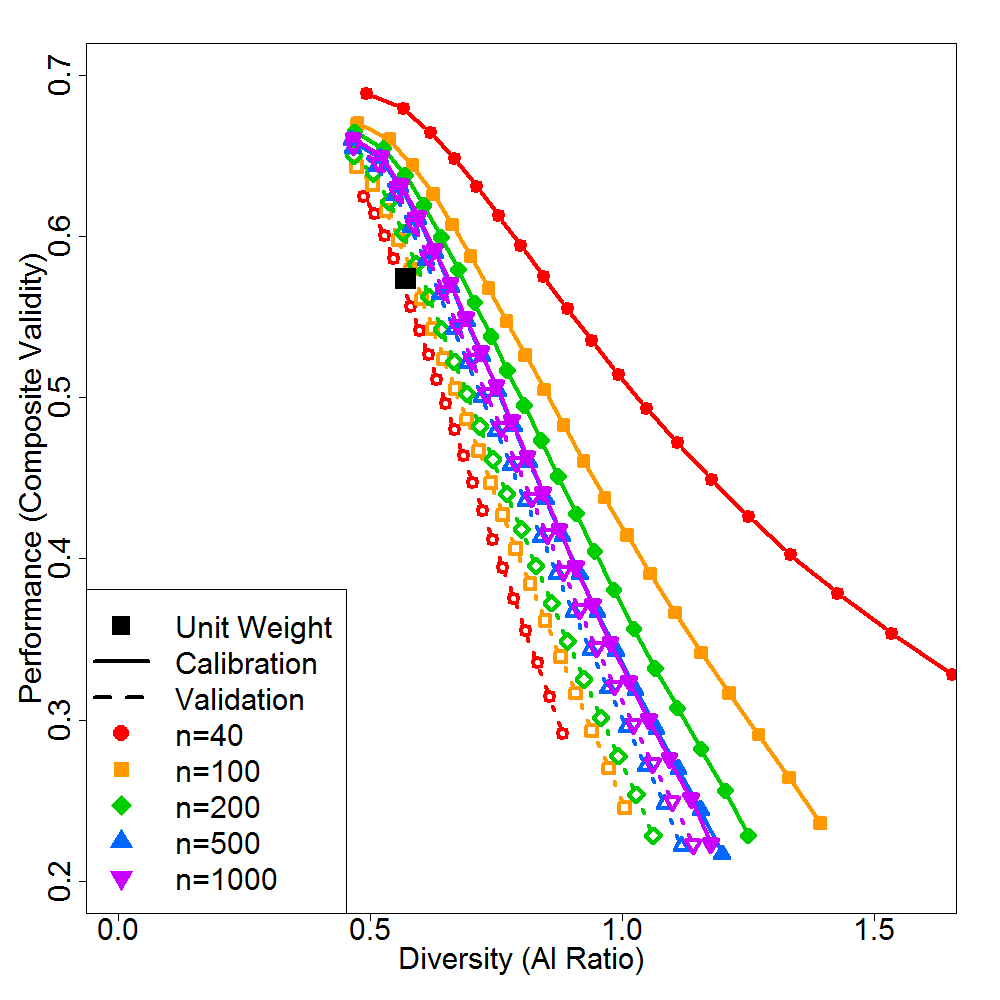 0.7
0.6
0.5
0.4
0.3
0.2
Performance (Composite Validity)
Unit Weight
Calibration
Validation
n=40
n=100
n=200
n=500
n=1000
0.0 0.5 1.0 1.5
Diversity (AI Ratio)